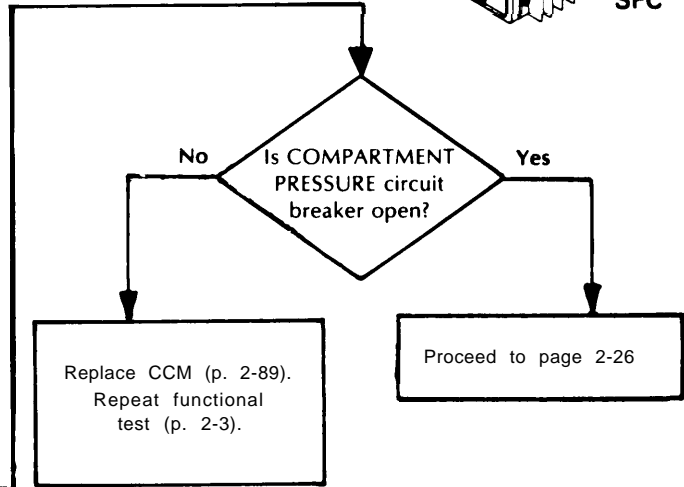 SPC
No
Is COMPARTMENT
PRESSURE circuit
breaker open?
Yes
Replace CCM (p. 2-89).
Repeat functional
test (p. 2-3).
Proceed to page 2-26